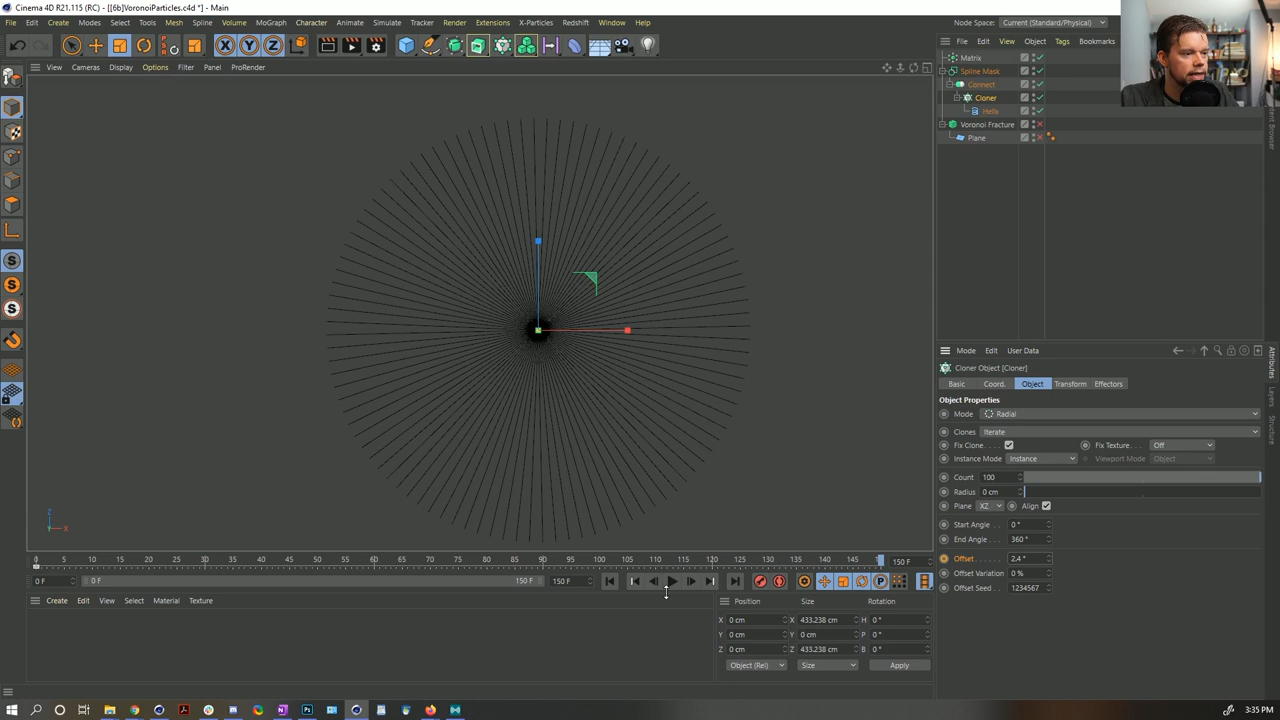 Cinema 4D R21.115 (RC) - [[6b]VoronoiParticles.c4d *] - Main
File Edit Create Modes Select Tools Mesh Spline Volume MoGraph Character Animate Simulate Tracker Render Extensions X-Particles Redshift Window Help
Node Space: Current (Standard/Physical)
X Y Z
File Edit View Object Tags Bookmarks
View Cameras Display Options Filter Panel ProRender
Matrix
Spline Mask
Connect
Cloner
Helix
Voronoi Fracture
Plane
Content Browser
Mode Edit User Data
Cloner Object [Cloner]
Basic Coord. Object Transform Effectors
Object Properties
Mode Radial
Clones Iterate
Fix Clone Fix Texture Off
Instance Mode Instance Viewport Mode Object
Count 100
Radius 0 cm
Plane XZ Align
Start Angle 0 °
End Angle 360 °
Offset 2.4 °
Offset Variation 0 %
Offset Seed 1234567
Attributes
Layers
Structure
S
S
S
Z
Y X
0 5 10 15 20 25 30 35 40 45 50 55 60 65 70 75 80 85 90 95 100 105 110 115 120 125 130 135 140 145 150 F
0 F 0 F 150 F 150 F
P
Create Edit View Select Material Texture
Position Size Rotation
X 0 cm X 433.238 cm H 0 °
Y 0 cm Y 0 cm P 0 °
Z 0 cm Z 433.238 cm B 0 °
Object (Rel) Size Apply
3:35 PM